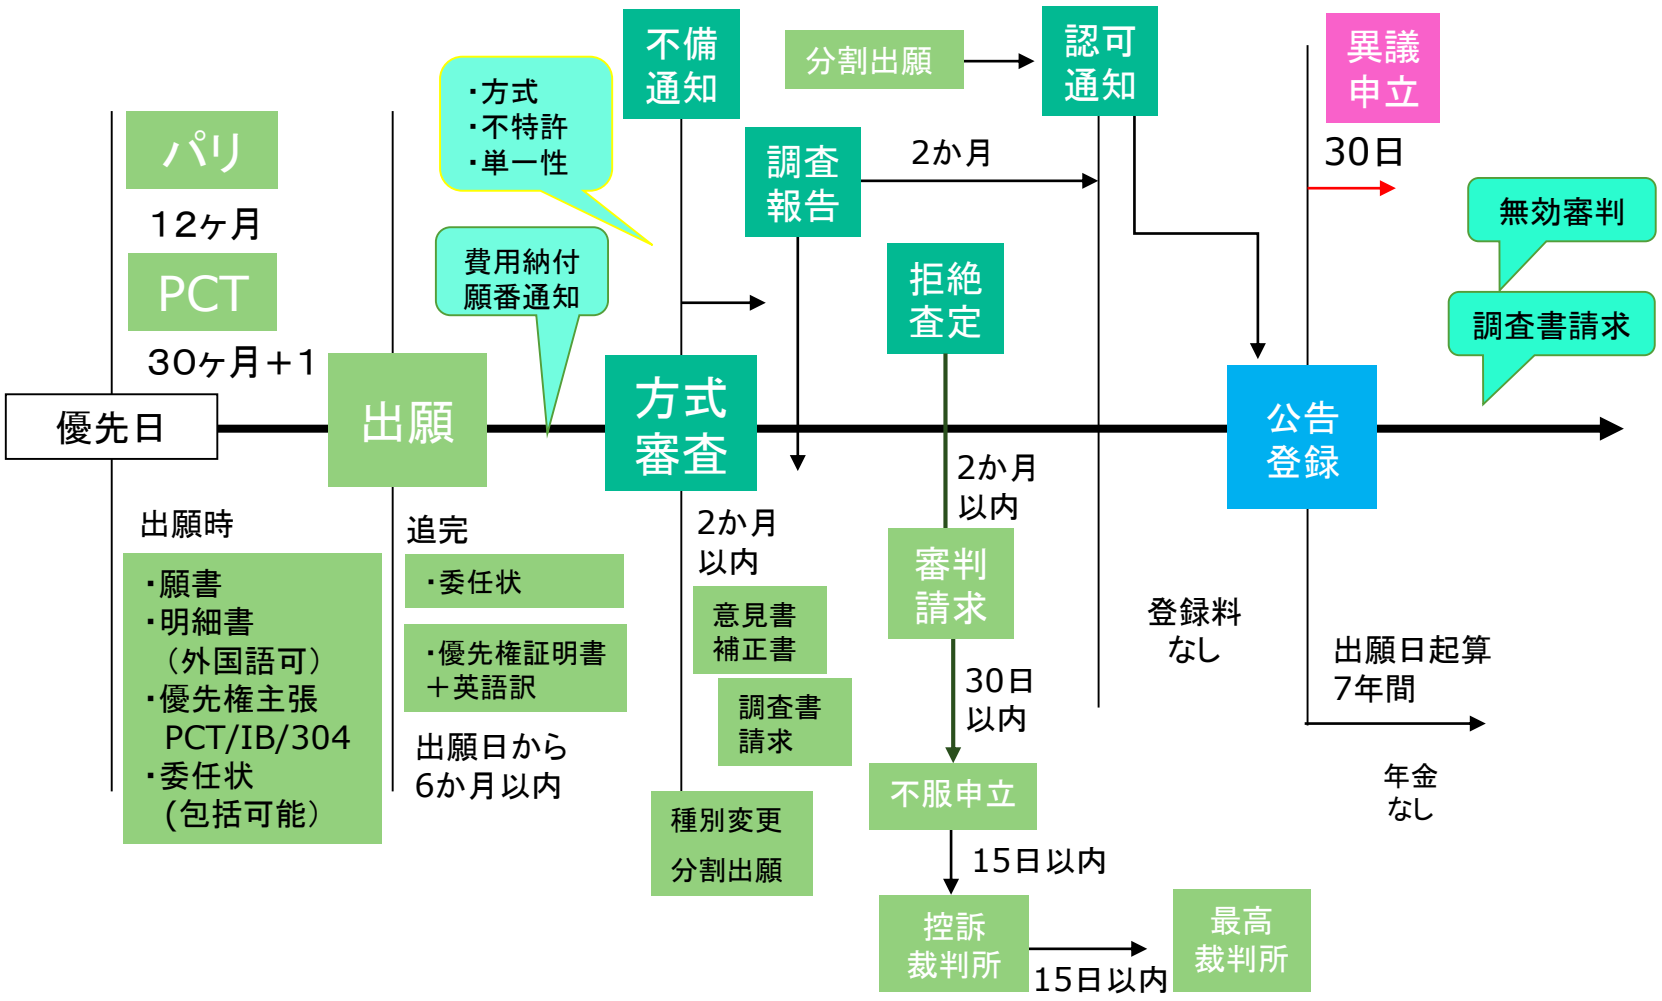 パリ
12ヶ月
PCT
30ヶ月＋1
優先日
出願
出願時
・願書
・明細書
（外国語可）
・優先権主張
PCT/IB/304
・委任状
(包括可能）
追完
・委任状
・優先権証明書
＋英語訳
出願日から
6か月以内
・方式
・不特許
・単一性
費用納付
願番通知
不備
通知
方式
審査
2か月
以内
意見書
補正書
調査書
請求
種別変更
分割出願
調査
報告
2か月
分割出願
認可
通知
拒絶
査定
2か月
以内
審判
請求
30日
以内
不服申立
15日以内
控訴
裁判所
15日以内
最高
裁判所
登録料
なし
公告
登録
異議
申立
30日
無効審判
調査書請求
出願日起算
7年間
年金
なし